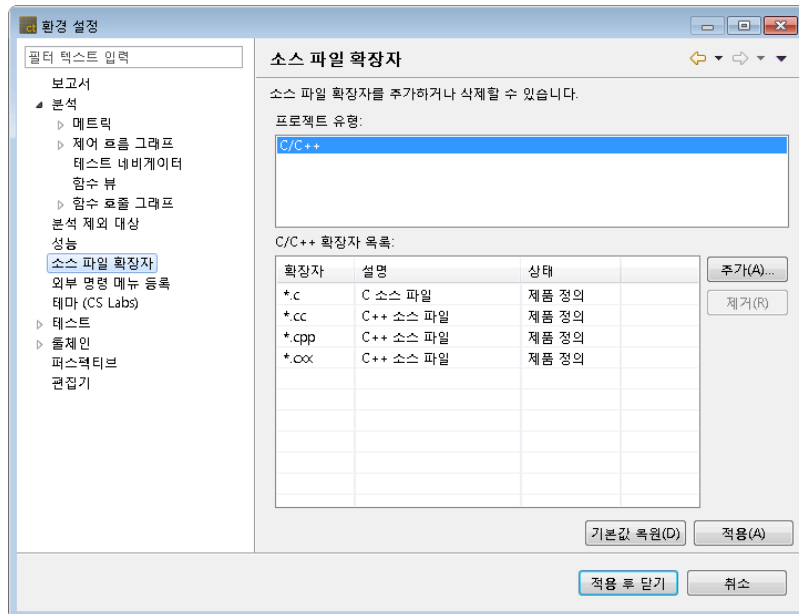 ct 환경 설정
필터 텍스트 입력
보고서
분석
메트릭
제어 흐름 그래프
테스트 네비게이터
함수 뷰
함수 호출 그래프
분석 제외 대상
성능
소스 파일 확장자
외부 명령 메뉴 등록
테마 (CS Labs)
테스트
툴체인
퍼스펙티브
편집기
소스 파일 확장자
소스 파일 확장자를 추가하거나 삭제할 수 있습니다.
프로젝트 유형:
C/C++
C/C++ 확장자 목록:
확장자 설명 상태
*.c C 소스 파일 제품 정의
*.cc C++ 소스 파일 제품 정의
*.cpp C++ 소스 파일 제품 정의
*.cxx C++ 소스 파일 제품 정의
추가(A)...
제거(R)
기본값 복원(D) 적용(A)
적용 후 닫기 취소